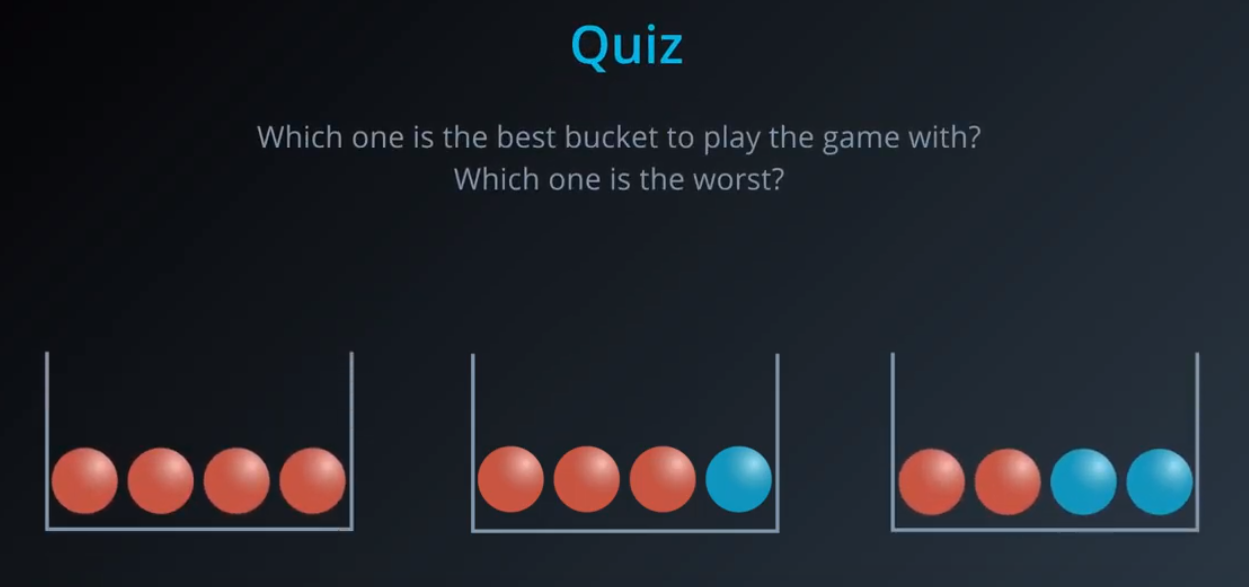 Quiz
Which one is the best bucket to play the game with?
Which one is the worst?